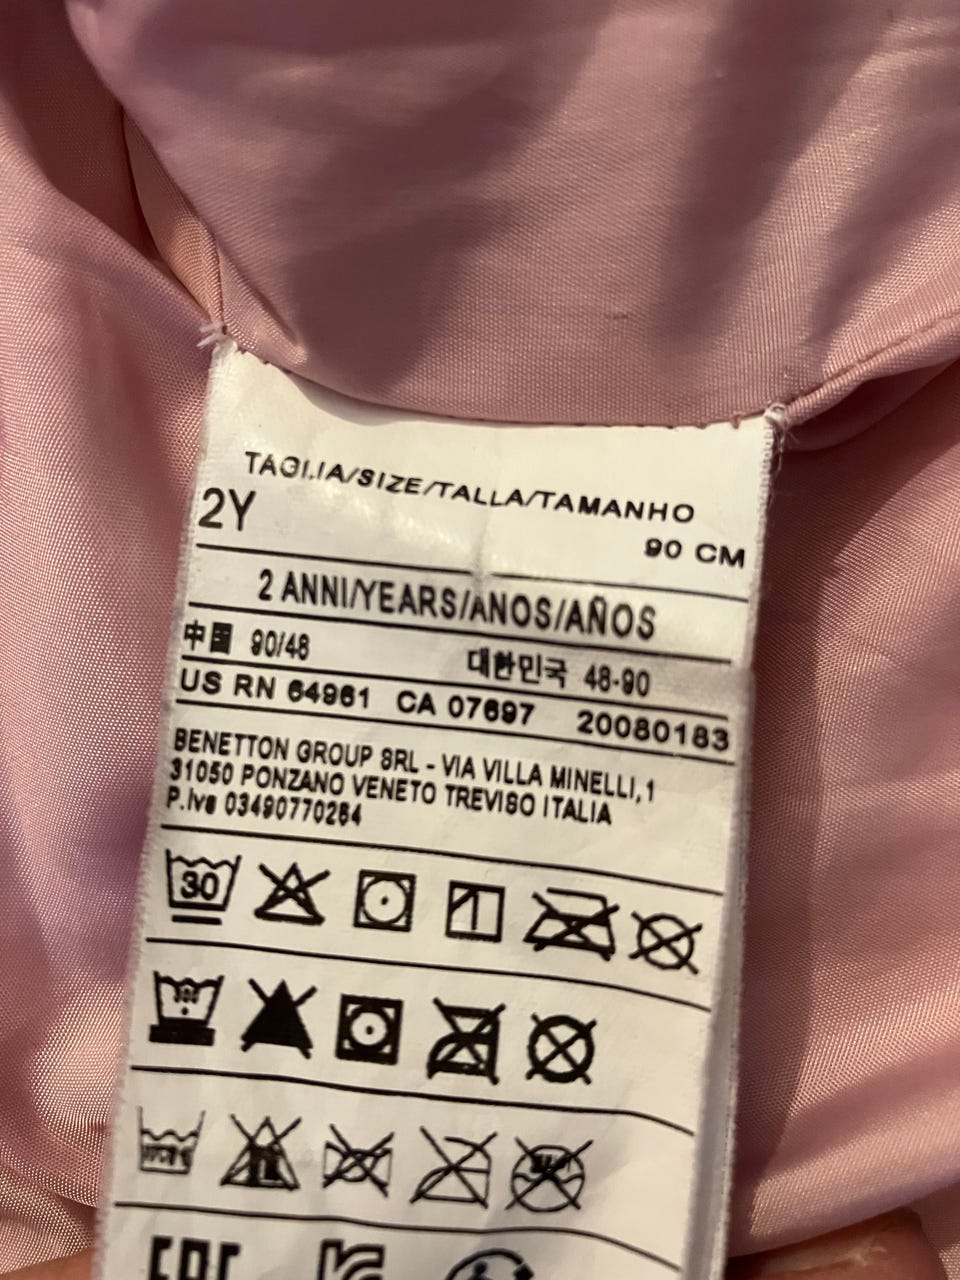 TAGLIA/SIZE/TALLA/TAMANHO
2Y
90 CM
2 ANNI/YEARS/ANOS/AÑOS
中国 90/48 대한민국 48-90
US RN 64961 CA 07697 20080183
BENETTON GROUP SRL - VIA VILLA MINELLI,1
31050 PONZANO VENETO TREVISO ITALIA
P.Iva 03490770264
30
EAC